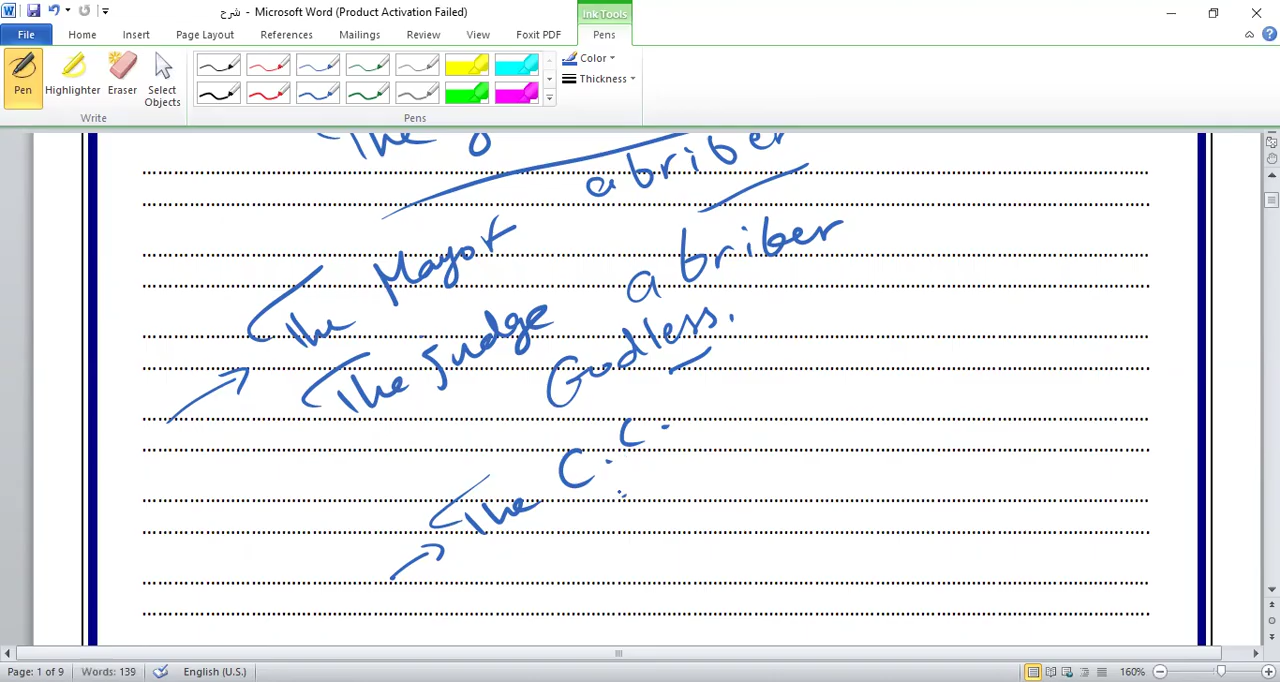 شرح - Microsoft Word (Product Activation Failed)
Ink Tools
File Home Insert Page Layout References Mailings Review View Foxit PDF Pens
Pen Highlighter Eraser Select Objects
Color
Thickness
Write Pens
The
a briber
The Mayor a briber
The Judge Godless.
The C. C.
Page: 1 of 9 Words: 139 English (U.S.) 160%